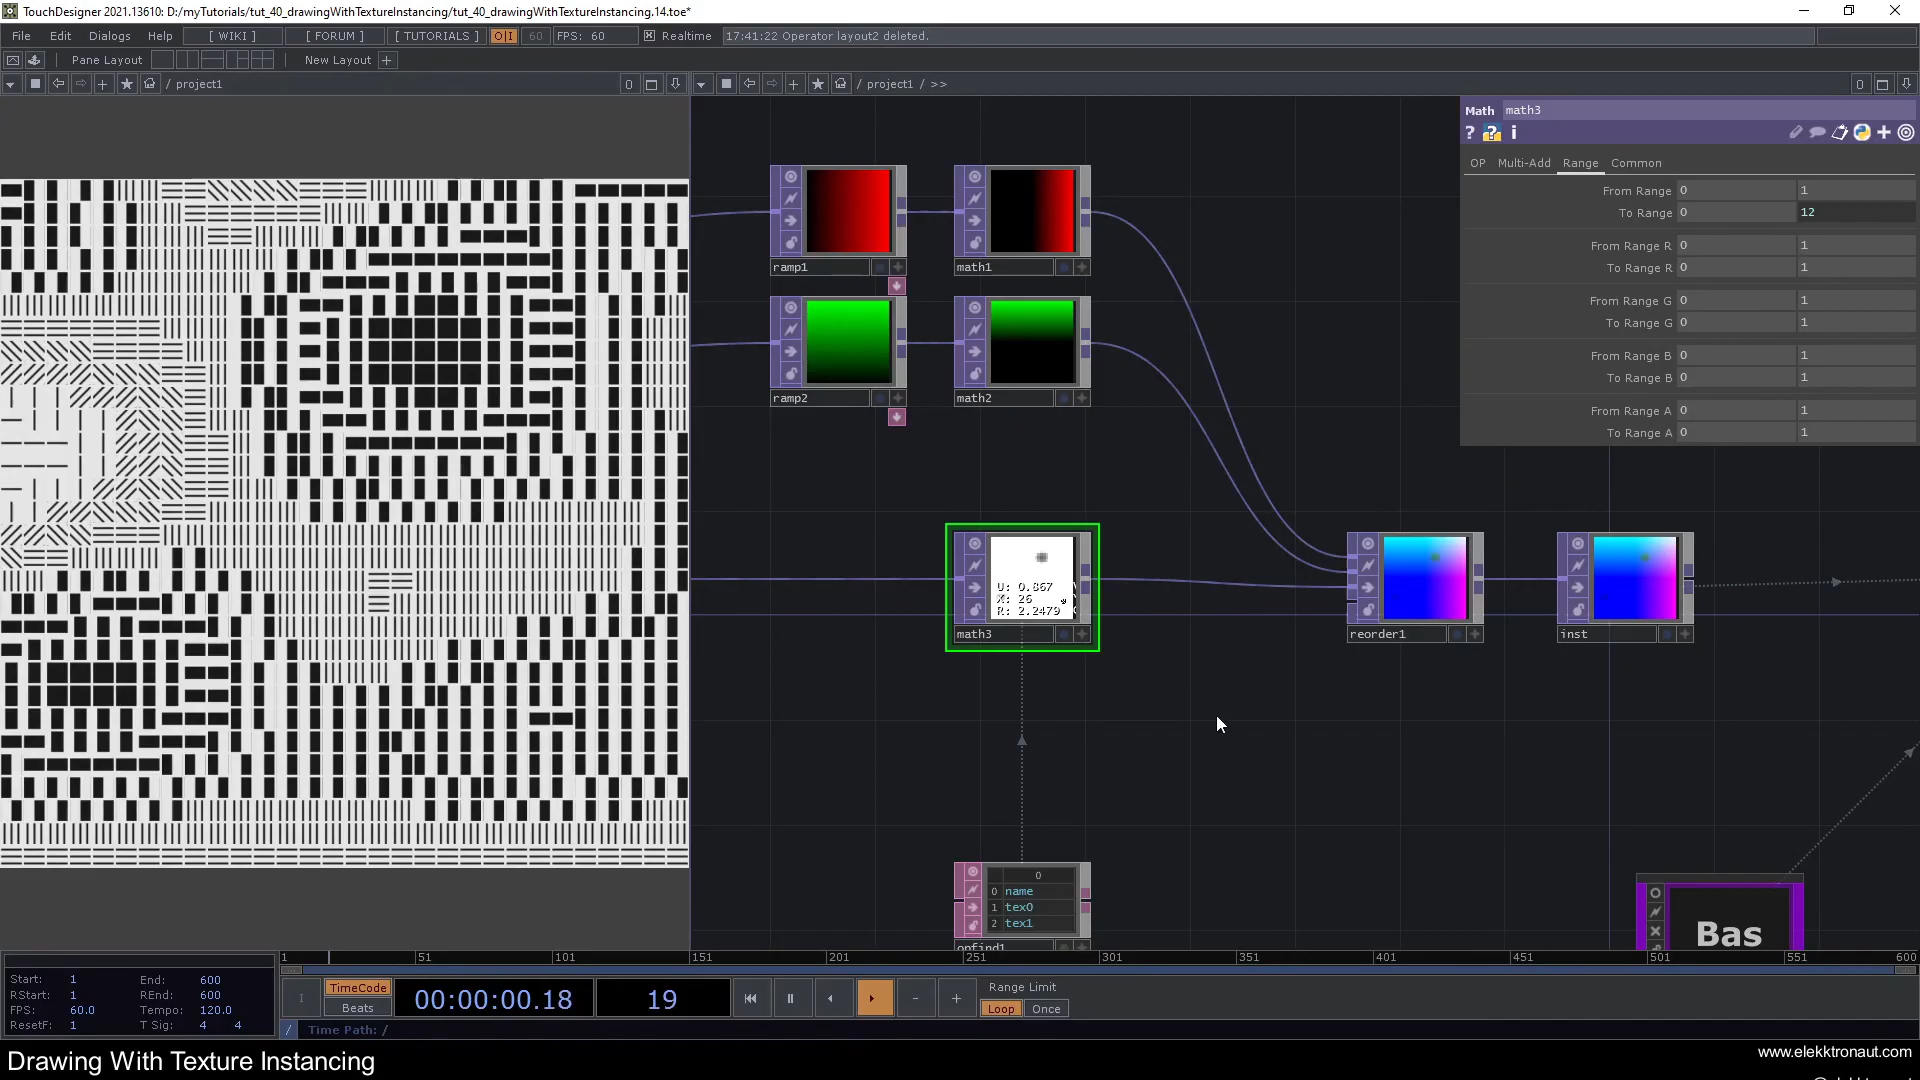 TouchDesigner 2021.13610: D:/myTutorials/tut_40_drawingWithTextureInstancing/tut_40_drawingWithTextureInstancing.14.toe*
File Edit Dialogs Help [ WIKI ] [ FORUM ] [ TUTORIALS ] O|I 60 FPS: 60 Realtime 17:41:22 Operator layout2 deleted.
Pane Layout New Layout +
/ project1 0
/ project1 / >> 0
Math math3
? ? i
OP Multi-Add Range Common
From Range 0 1
To Range 0 12
From Range R 0 1
To Range R 0 1
From Range G 0 1
To Range G 0 1
From Range B 0 1
To Range B 0 1
From Range A 0 1
To Range A 0 1
ramp1
math1
ramp2
math2
U: 0.867
X: 26
R: 2.2479
math3
reorder1
inst
0
0 name
1 tex0
2 tex1
opfind1
Bas
1 51 101 151 201 251 301 351 401 451 501 551 600
Start: 1 End: 600
RStart: 1 REnd: 600
FPS: 60.0 Tempo: 120.0
ResetF: 1 T Sig: 4 4
TimeCode
Beats
00:00:00.18
19
Range Limit
Loop Once
/ Time Path: /
Drawing With Texture Instancing
www.elekktronaut.com